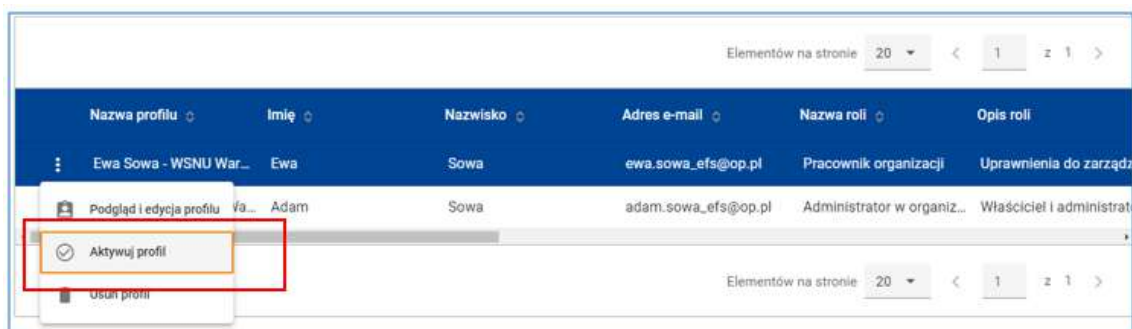 Elementów na stronie 20 1 z 1
Nazwa profilu Imię Nazwisko Adres e-mail Nazwa roli Opis roli
Ewa Sowa - WSNU War... Ewa Sowa ewa.sowa_efs@op.pl Pracownik organizacji Uprawnienia do zarządz
Podgląd i edycja profilu Wa... Adam Sowa adam.sowa_efs@op.pl Administrator w organiz... Właściciel i administrat
Aktywuj profil
Usuń profil
Elementów na stronie 20 1 z 1